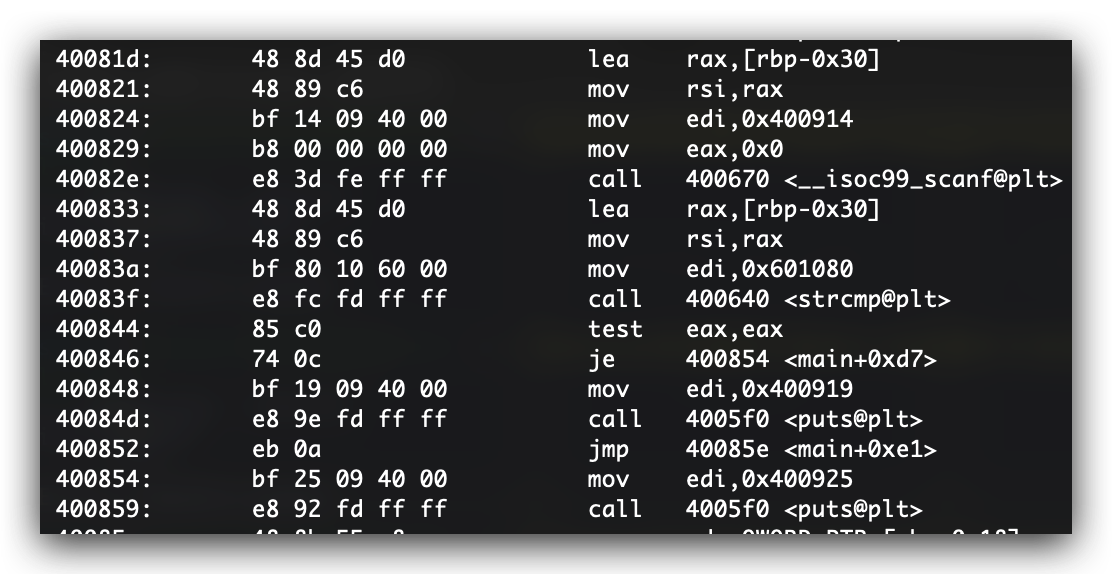 40081d: 48 8d 45 d0 lea rax,[rbp-0x30]
400821: 48 89 c6 mov rsi,rax
400824: bf 14 09 40 00 mov edi,0x400914
400829: b8 00 00 00 00 mov eax,0x0
40082e: e8 3d fe ff ff call 400670 <__isoc99_scanf@plt>
400833: 48 8d 45 d0 lea rax,[rbp-0x30]
400837: 48 89 c6 mov rsi,rax
40083a: bf 80 10 60 00 mov edi,0x601080
40083f: e8 fc fd ff ff call 400640 <strcmp@plt>
400844: 85 c0 test eax,eax
400846: 74 0c je 400854 <main+0xd7>
400848: bf 19 09 40 00 mov edi,0x400919
40084d: e8 9e fd ff ff call 4005f0 <puts@plt>
400852: eb 0a jmp 40085e <main+0xe1>
400854: bf 25 09 40 00 mov edi,0x400925
400859: e8 92 fd ff ff call 4005f0 <puts@plt>